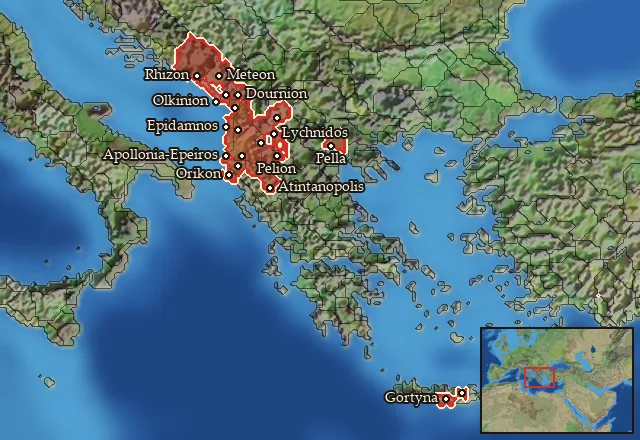 Rhizon
Meteon
Dournion
Olkinion
Epidamnos
Lychnidos
Apollonia-Epeiros
Pella
Pelion
Orikon
Atintanopolis
Gortyna